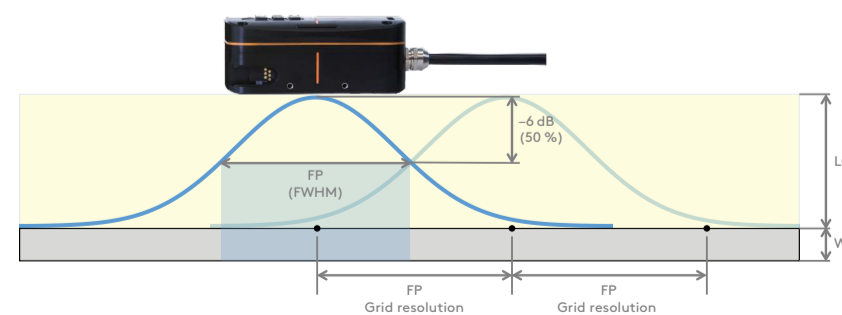 –6 dB
(50 %)
FP
(FWHM)
FP
Grid resolution
FP
Grid resolution